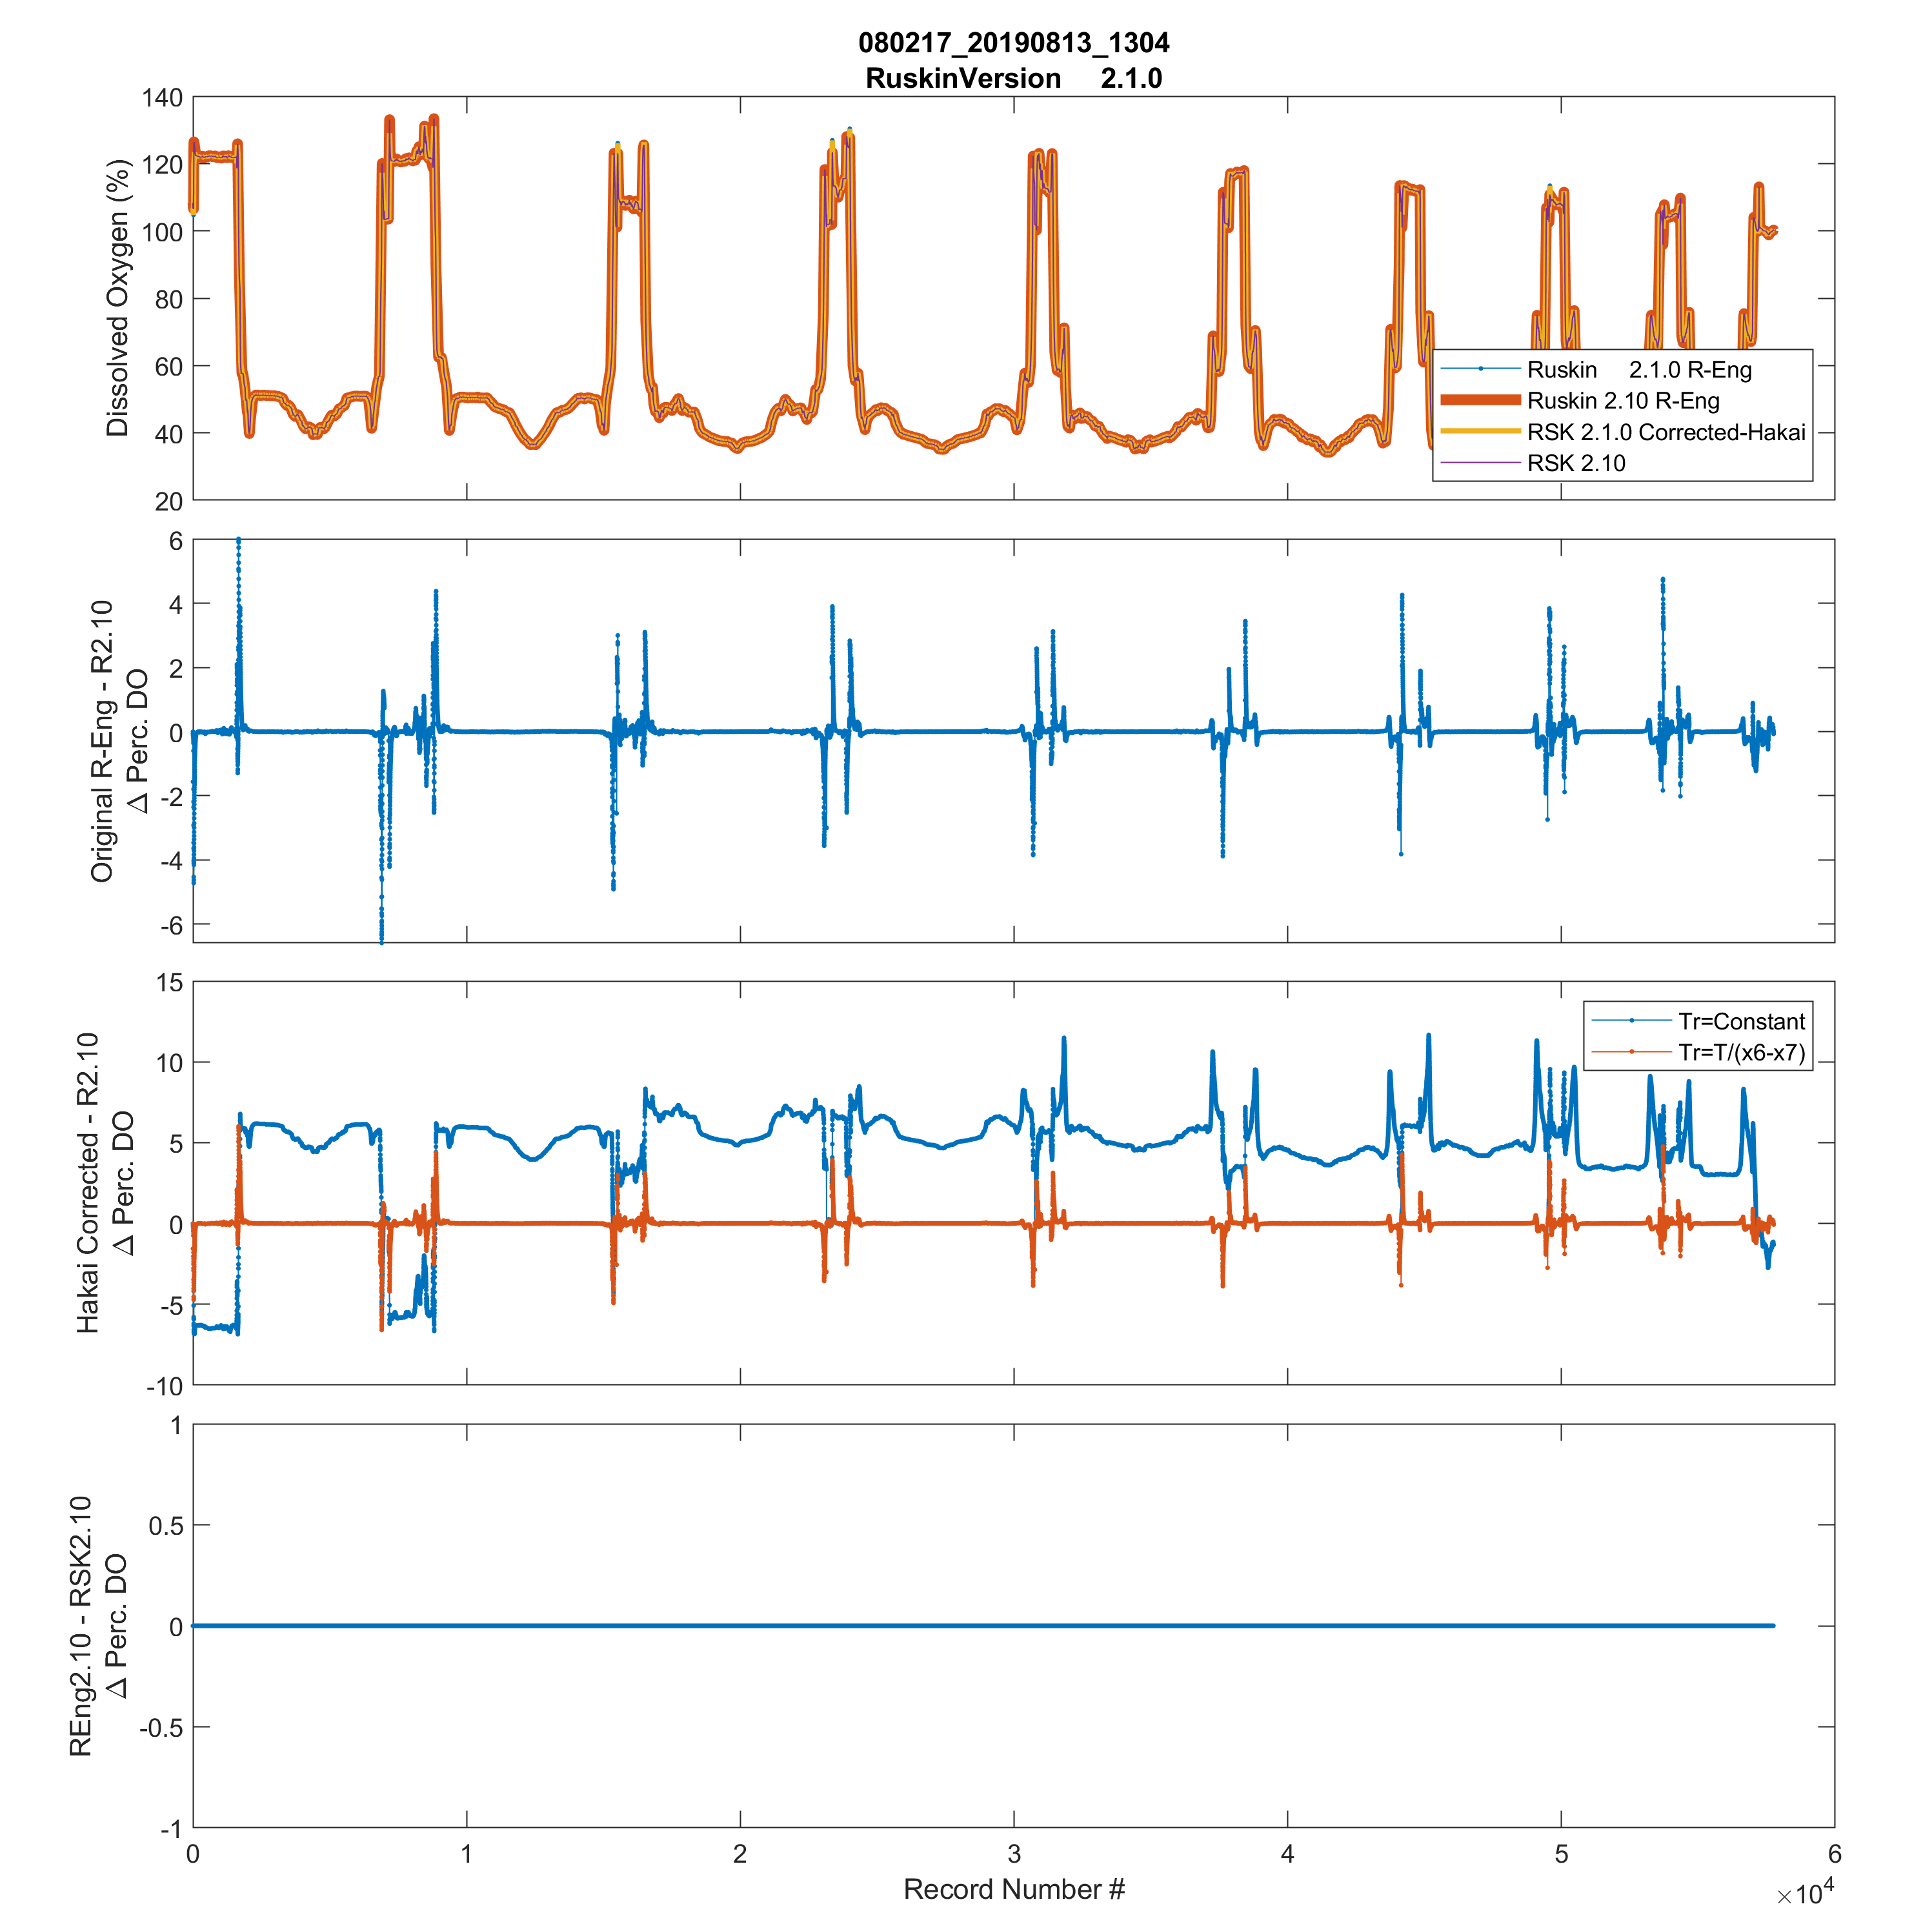 080217_20190813_1304
RuskinVersion     2.1.0
140
120
100
80
60
40
20
Dissolved Oxygen (%)
Ruskin     2.1.0 R-Eng
Ruskin 2.10 R-Eng
RSK 2.1.0 Corrected-Hakai
RSK 2.10
6
4
2
0
-2
-4
-6
Original R-Eng - R2.10
Δ Perc. DO
15
10
5
0
-5
-10
Hakai Corrected - R2.10
Δ Perc. DO
Tr=Constant
Tr=T/(x6-x7)
1
0.5
0
-0.5
-1
REng2.10 - RSK2.10
Δ Perc. DO
0 1 2 3 4 5 6
Record Number #
×10⁴